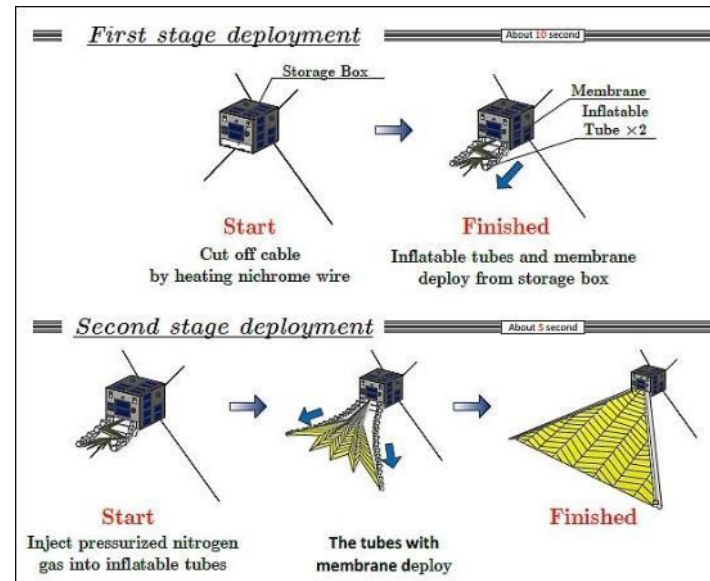 First stage deployment
About 10 second
Storage Box
Membrane
Inflatable
Tube ×2
Start
Finished
Cut off cable
by heating nichrome wire
Inflatable tubes and membrane
deploy from storage box
Second stage deployment
About 5 second
Start
Finished
Inject pressurized nitrogen
gas into inflatable tubes
The tubes with
membrane deploy